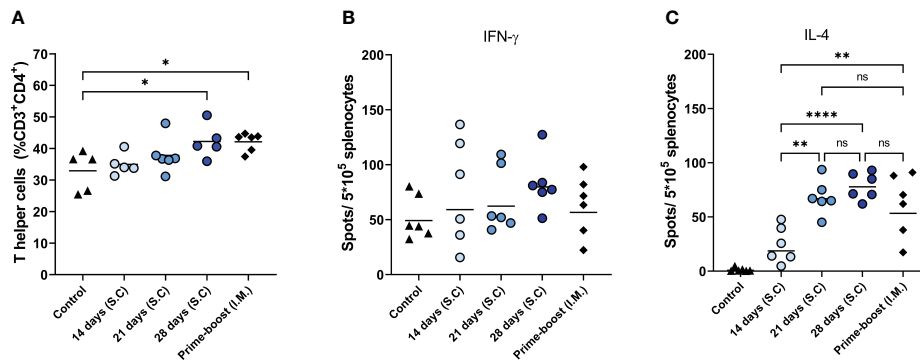 A
B
C
IFN-γ
IL-4
T helper cells (%CD3⁺CD4⁺)
70
60
50
40
30
20
10
0
*
*
Control
14 days (S.C)
21 days (S.C)
28 days (S.C)
Prime-boost (I.M.)
Spots/ 5*10⁵ splenocytes
200
150
100
50
0
Control
14 days (S.C)
21 days (S.C)
28 days (S.C)
Prime-boost (I.M.)
Spots/ 5*10⁵ splenocytes
200
150
100
50
0
**
ns
****
** ns ns
Control
14 days (S.C)
21 days (S.C)
28 days (S.C)
Prime-boost (I.M.)